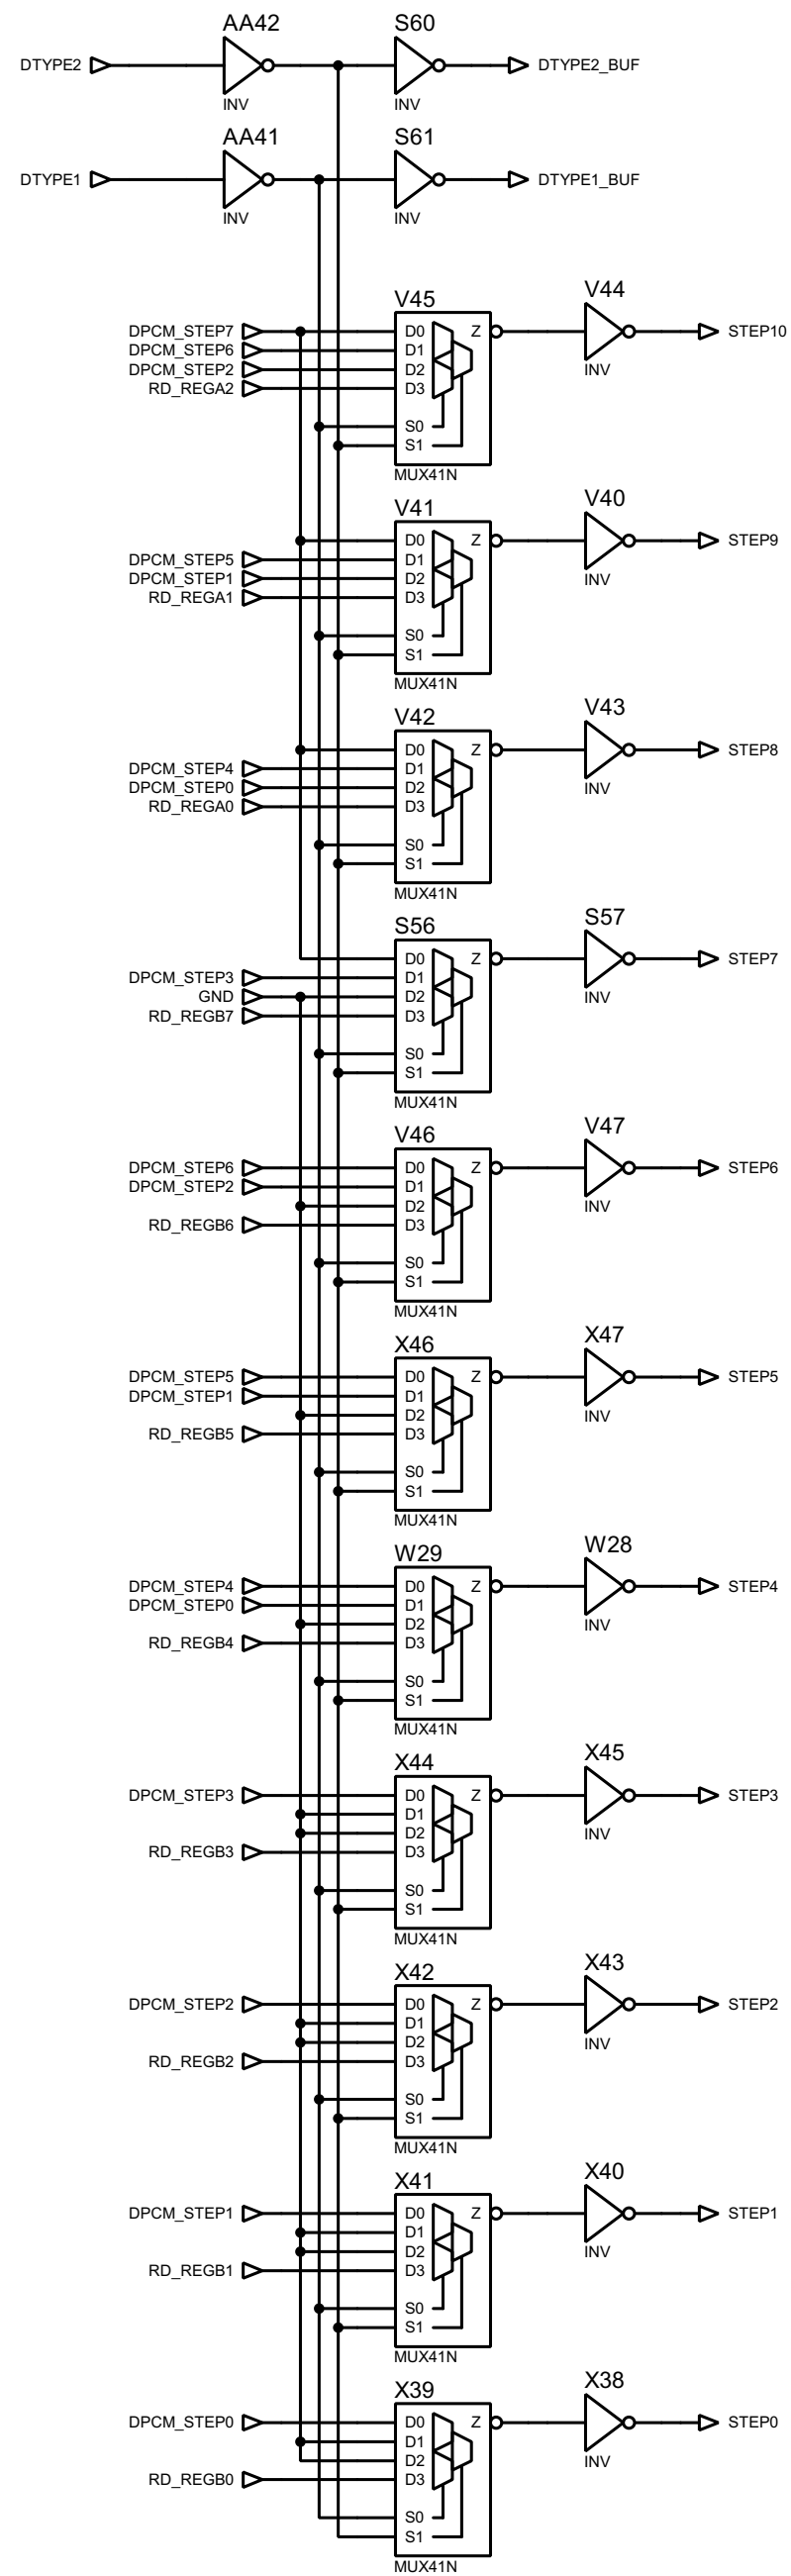 AA42
S60
DTYPE2
DTYPE2_BUF
INV
INV
AA41
S61
DTYPE1
DTYPE1_BUF
INV
INV
V45
V44
DPCM_STEP7
D0
Z
STEP10
DPCM_STEP6
D1
DPCM_STEP2
D2
INV
RD_REGA2
D3
S0
S1
MUX41N
V41
V40
D0
Z
STEP9
DPCM_STEP5
D1
DPCM_STEP1
D2
INV
RD_REGA1
D3
S0
S1
MUX41N
V42
V43
D0
Z
STEP8
DPCM_STEP4
D1
DPCM_STEP0
D2
INV
RD_REGA0
D3
S0
S1
MUX41N
S56
S57
D0
Z
STEP7
DPCM_STEP3
D1
GND
D2
INV
RD_REGB7
D3
S0
S1
MUX41N
V46
V47
DPCM_STEP6
D0
Z
STEP6
DPCM_STEP2
D1
D2
INV
RD_REGB6
D3
S0
S1
MUX41N
X46
X47
DPCM_STEP5
D0
Z
STEP5
DPCM_STEP1
D1
D2
INV
RD_REGB5
D3
S0
S1
MUX41N
W29
W28
DPCM_STEP4
D0
Z
STEP4
DPCM_STEP0
D1
D2
INV
RD_REGB4
D3
S0
S1
MUX41N
X44
X45
DPCM_STEP3
D0
Z
STEP3
D1
D2
INV
RD_REGB3
D3
S0
S1
MUX41N
X42
X43
DPCM_STEP2
D0
Z
STEP2
D1
D2
INV
RD_REGB2
D3
S0
S1
MUX41N
X41
X40
DPCM_STEP1
D0
Z
STEP1
D1
D2
INV
RD_REGB1
D3
S0
S1
MUX41N
X39
X38
DPCM_STEP0
D0
Z
STEP0
D1
D2
INV
RD_REGB0
D3
S0
S1
MUX41N